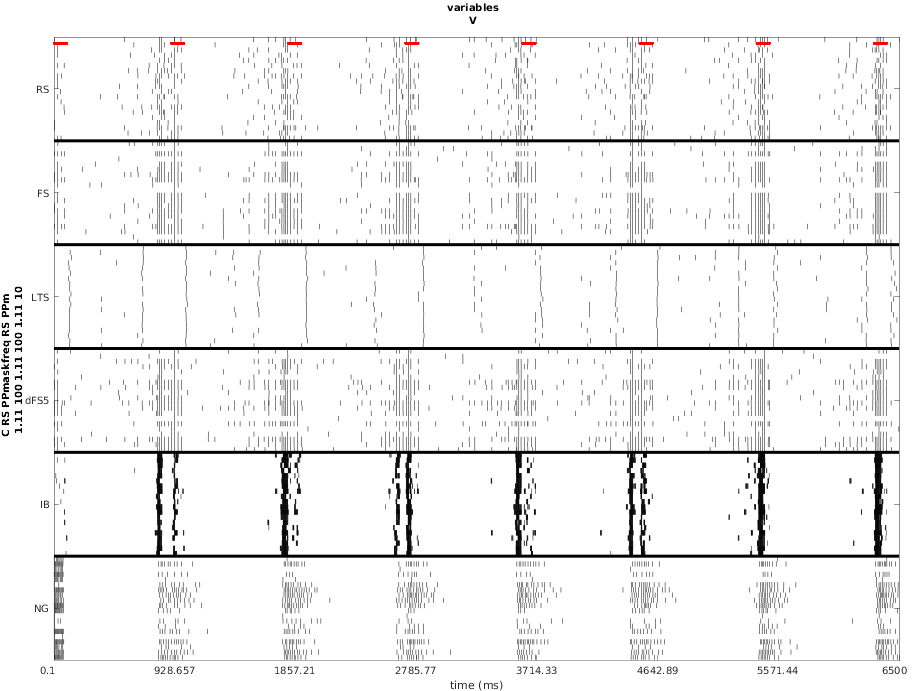 variables
V
RS
FS
LTS
dFS5
IB
NG
C RS PPmaskfreq RS PPm
1.11 100 1.11 100 1.11 10
0.1 928.657 1857.21 2785.77 3714.33 4642.89 5571.44 6500
time (ms)